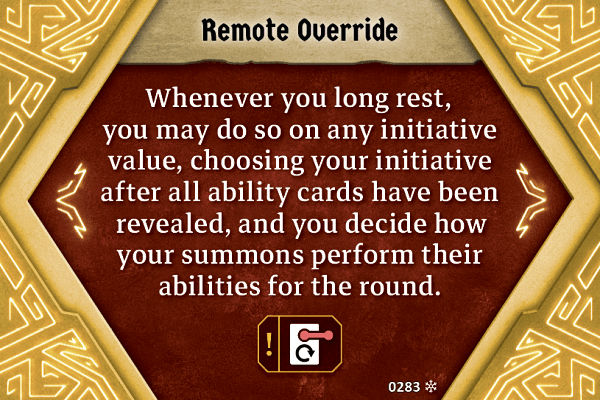 Remote Override
Whenever you long rest,
you may do so on any initiative
value, choosing your initiative
after all ability cards have been
revealed, and you decide how
your summons perform their
abilities for the round.
!
0283